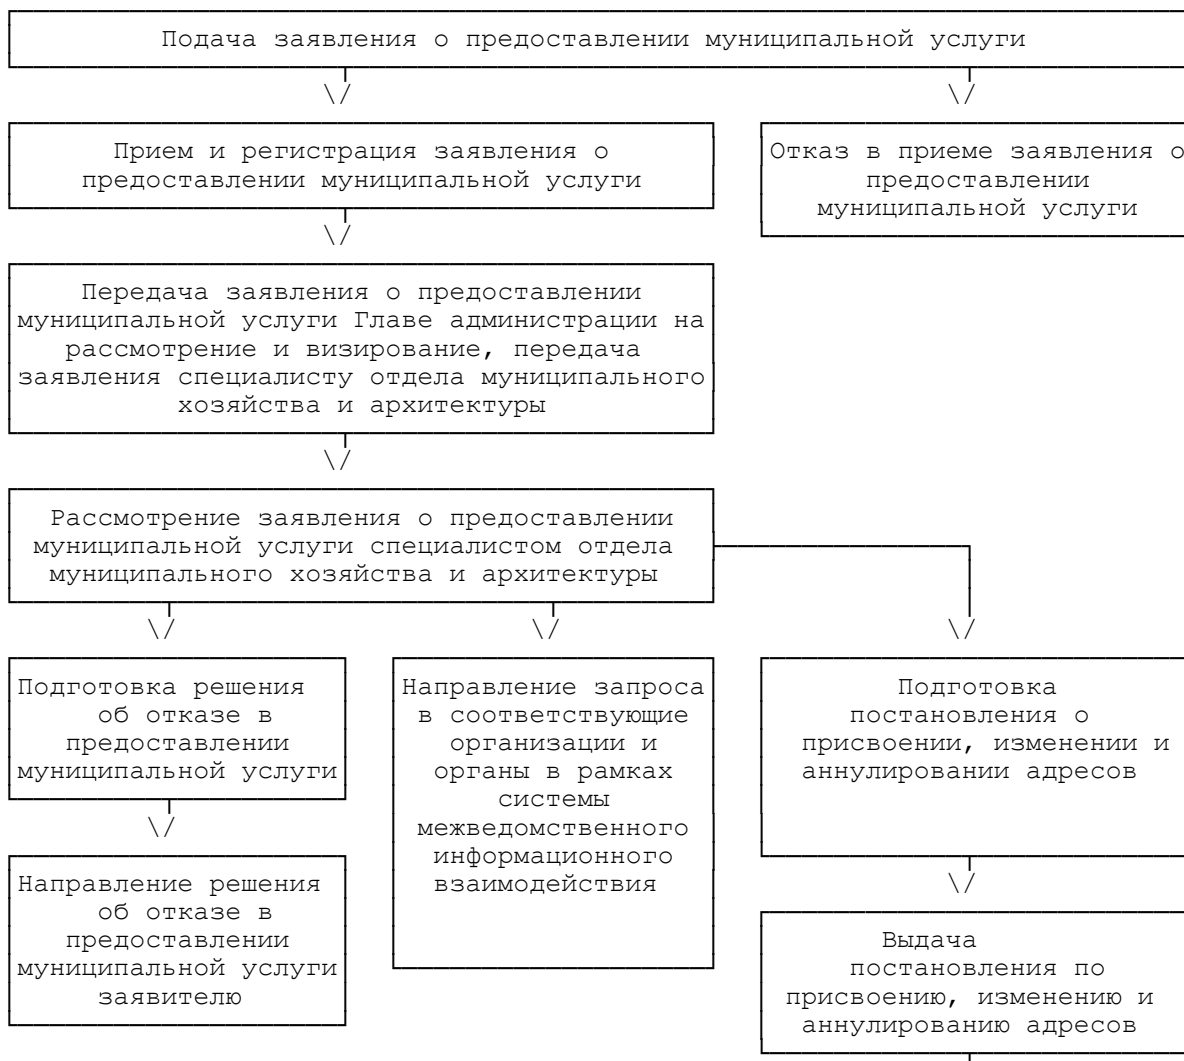 Подача заявления о предоставлении муниципальной услуги
\/
\/
Прием и регистрация заявления о
предоставлении муниципальной услуги
Отказ в приеме заявления о
предоставлении
муниципальной услуги
\/
Передача заявления о предоставлении
муниципальной услуги Главе администрации на
рассмотрение и визирование, передача
заявления специалисту отдела муниципального
хозяйства и архитектуры
\/
Рассмотрение заявления о предоставлении
муниципальной услуги специалистом отдела
муниципального хозяйства и архитектуры
\/
\/
\/
Подготовка решения
об отказе в
предоставлении
муниципальной услуги
Направление запроса
в соответствующие
организации и
органы в рамках
системы
межведомственного
информационного
взаимодействия
Подготовка
постановления о
присвоении, изменении и
аннулировании адресов
\/
\/
Направление решения
об отказе в
предоставлении
муниципальной услуги
заявителю
Выдача
постановления по
присвоению, изменению и
аннулированию адресов